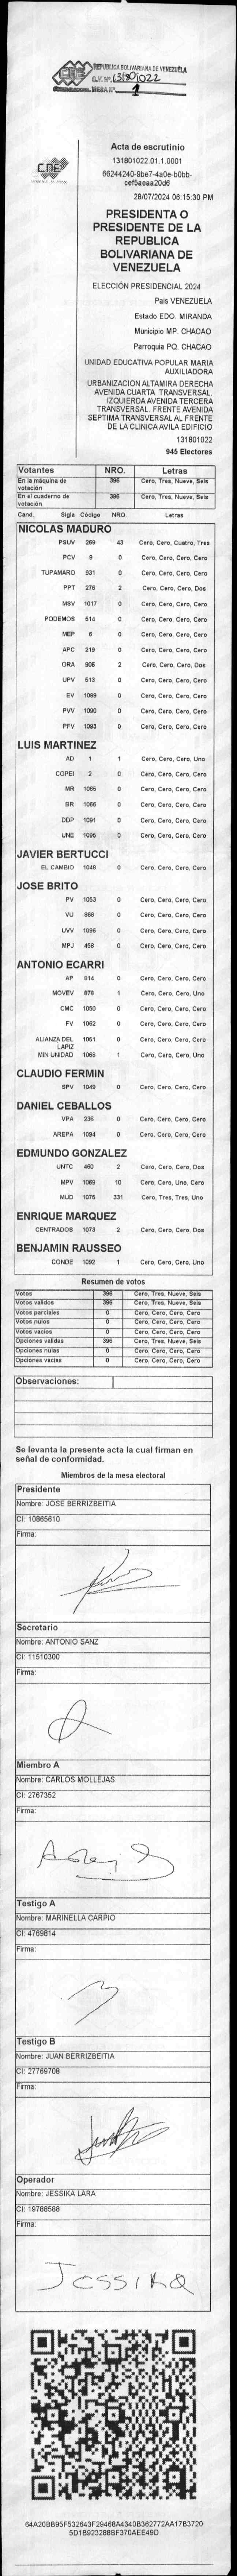 REPUBLICA BOLIVARIANA DE VENEZUELA
C.V. Nº 131801022
MESA Nº 1
CNE
Acta de escrutinio
131801022.01.1.0001
66244240-9be7-4a0e-b0bb-
cef5aeaa20d6
28/07/2024 06:15:30 PM
PRESIDENTA O
PRESIDENTE DE LA
REPUBLICA
BOLIVARIANA DE
VENEZUELA
ELECCIÓN PRESIDENCIAL 2024
País VENEZUELA
Estado EDO. MIRANDA
Municipio MP. CHACAO
Parroquia PQ. CHACAO
UNIDAD EDUCATIVA POPULAR MARIA
AUXILIADORA
URBANIZACION ALTAMIRA DERECHA
AVENIDA CUARTA TRANSVERSAL.
IZQUIERDA AVENIDA TERCERA
TRANSVERSAL. FRENTE AVENIDA
SEPTIMA TRANSVERSAL AL FRENTE
DE LA CLINICA AVILA EDIFICIO
131801022
945 Electores
Votantes NRO. Letras
En la máquina de votación 396 Cero, Tres, Nueve, Seis
En el cuaderno de votación 396 Cero, Tres, Nueve, Seis
Cand. Sigla Código NRO. Letras
NICOLAS MADURO
PSUV 269 43 Cero, Cero, Cuatro, Tres
PCV 9 0 Cero, Cero, Cero, Cero
TUPAMARO 931 0 Cero, Cero, Cero, Cero
PPT 276 2 Cero, Cero, Cero, Dos
MSV 1017 0 Cero, Cero, Cero, Cero
PODEMOS 514 0 Cero, Cero, Cero, Cero
MEP 6 0 Cero, Cero, Cero, Cero
APC 219 0 Cero, Cero, Cero, Cero
ORA 906 2 Cero, Cero, Cero, Dos
UPV 513 0 Cero, Cero, Cero, Cero
EV 1089 0 Cero, Cero, Cero, Cero
PVV 1090 0 Cero, Cero, Cero, Cero
PFV 1093 0 Cero, Cero, Cero, Cero
LUIS MARTINEZ
AD 1 1 Cero, Cero, Cero, Uno
COPEI 2 0 Cero, Cero, Cero, Cero
MR 1065 0 Cero, Cero, Cero, Cero
BR 1066 0 Cero, Cero, Cero, Cero
DDP 1091 0 Cero, Cero, Cero, Cero
UNE 1095 0 Cero, Cero, Cero, Cero
JAVIER BERTUCCI
EL CAMBIO 1046 0 Cero, Cero, Cero, Cero
JOSE BRITO
PV 1053 0 Cero, Cero, Cero, Cero
VU 868 0 Cero, Cero, Cero, Cero
UVV 1096 0 Cero, Cero, Cero, Cero
MPJ 458 0 Cero, Cero, Cero, Cero
ANTONIO ECARRI
AP 814 0 Cero, Cero, Cero, Cero
MOVEV 878 1 Cero, Cero, Cero, Uno
CMC 1050 0 Cero, Cero, Cero, Cero
FV 1062 0 Cero, Cero, Cero, Cero
ALIANZA DEL LAPIZ 1051 0 Cero, Cero, Cero, Cero
MIN UNIDAD 1068 1 Cero, Cero, Cero, Uno
CLAUDIO FERMIN
SPV 1049 0 Cero, Cero, Cero, Cero
DANIEL CEBALLOS
VPA 236 0 Cero, Cero, Cero, Cero
AREPA 1094 0 Cero, Cero, Cero, Cero
EDMUNDO GONZALEZ
UNTC 460 2 Cero, Cero, Cero, Dos
MPV 1069 10 Cero, Cero, Uno, Cero
MUD 1076 331 Cero, Tres, Tres, Uno
ENRIQUE MARQUEZ
CENTRADOS 1073 2 Cero, Cero, Cero, Dos
BENJAMIN RAUSSEO
CONDE 1092 1 Cero, Cero, Cero, Uno
Resumen de votos
Votos 396 Cero, Tres, Nueve, Seis
Votos validos 396 Cero, Tres, Nueve, Seis
Votos parciales 0 Cero, Cero, Cero, Cero
Votos nulos 0 Cero, Cero, Cero, Cero
Votos vacíos 0 Cero, Cero, Cero, Cero
Opciones validas 396 Cero, Tres, Nueve, Seis
Opciones nulas 0 Cero, Cero, Cero, Cero
Opciones vacias 0 Cero, Cero, Cero, Cero
Observaciones:
Se levanta la presente acta la cual firman en
señal de conformidad.
Miembros de la mesa electoral
Presidente
Nombre: JOSE BERRIZBEITIA
CI: 10865610
Firma:
Secretario
Nombre: ANTONIO SANZ
CI: 11510300
Firma:
Miembro A
Nombre: CARLOS MOLLEJAS
CI: 2767352
Firma:
Testigo A
Nombre: MARINELLA CARPIO
CI: 4769814
Firma:
Testigo B
Nombre: JUAN BERRIZBEITIA
CI: 27769708
Firma:
Operador
Nombre: JESSIKA LARA
CI: 19788588
Firma:
Jessika
64A20BB95F532643F29468A4340B362772AA17B3720
5D1B923288BF370AEE49D